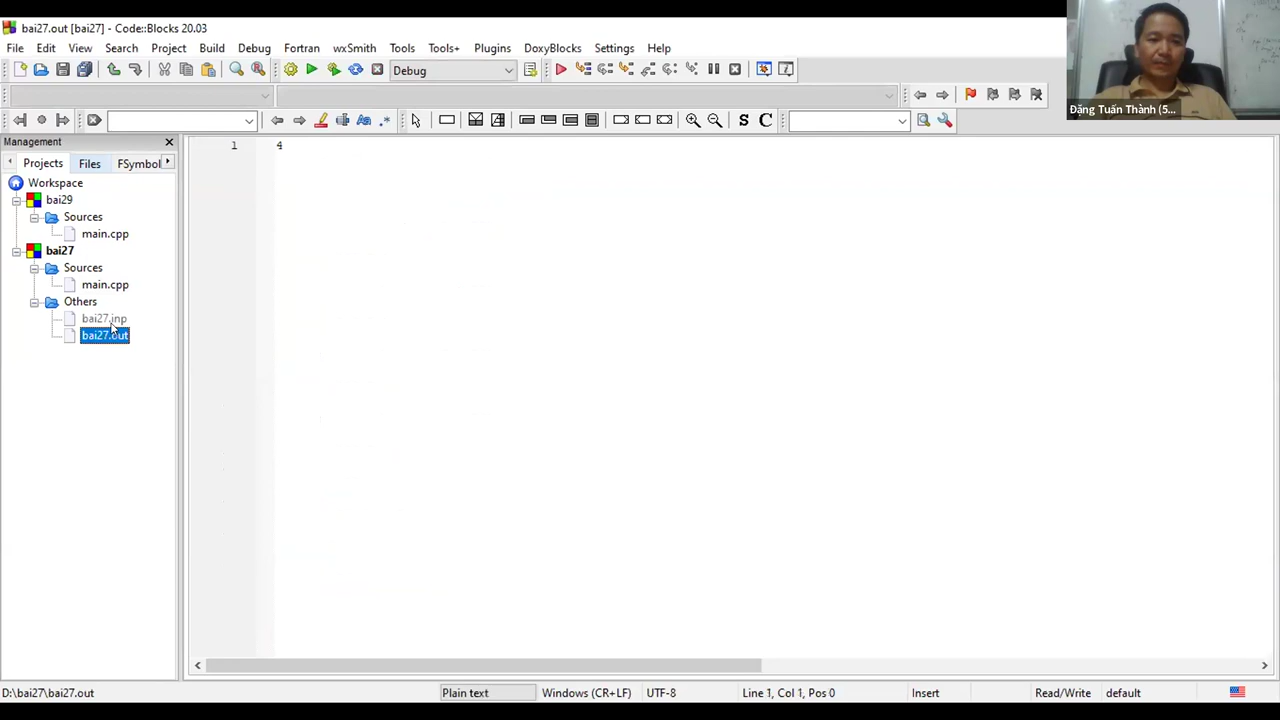 bai27.out [bai27] - Code::Blocks 20.03
File Edit View Search Project Build Debug Fortran wxSmith Tools Tools+ Plugins DoxyBlocks Settings Help
Debug
Đặng Tuấn Thành (5...
Management
Projects Files FSymbol
1 4
Workspace
bai29
Sources
main.cpp
bai27
Sources
main.cpp
Others
bai27.inp
bai27.out
D:\bai27\bai27.out Plain text Windows (CR+LF) UTF-8 Line 1, Col 1, Pos 0 Insert Read/Write default